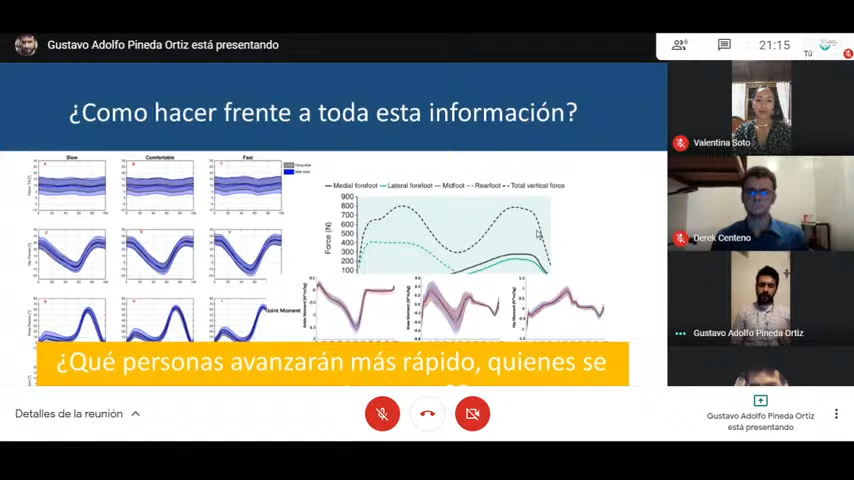 Gustavo Adolfo Pineda Ortiz está presentando
6
21:15
Tú
¿Como hacer frente a toda esta información?
Slow
Comfortable
Fast
Medial forefoot
Lateral forefoot
Midfoot
Rearfoot
Total vertical force
900
800
700
600
500
400
300
200
100
Force (N)
Joint Moment
¿Qué personas avanzarán más rápido, quienes se
Valentina Soto
Derek Centeno
Gustavo Adolfo Pineda Ortiz
Detalles de la reunión
Gustavo Adolfo Pineda Ortiz
está presentando